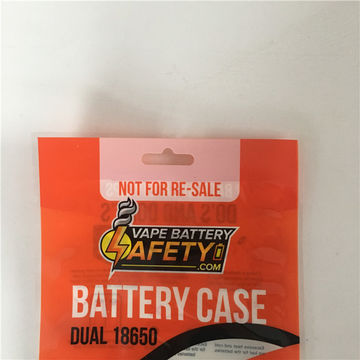 NOT FOR RE-SALE
VAPE BATTERY
SAFETY
.COM
BATTERY CASE
DUAL 18650